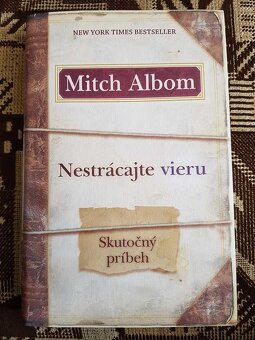 NEW YORK TIMES BESTSELLER
Mitch Albom
Nestrácajte vieru
Skutočný
príbeh